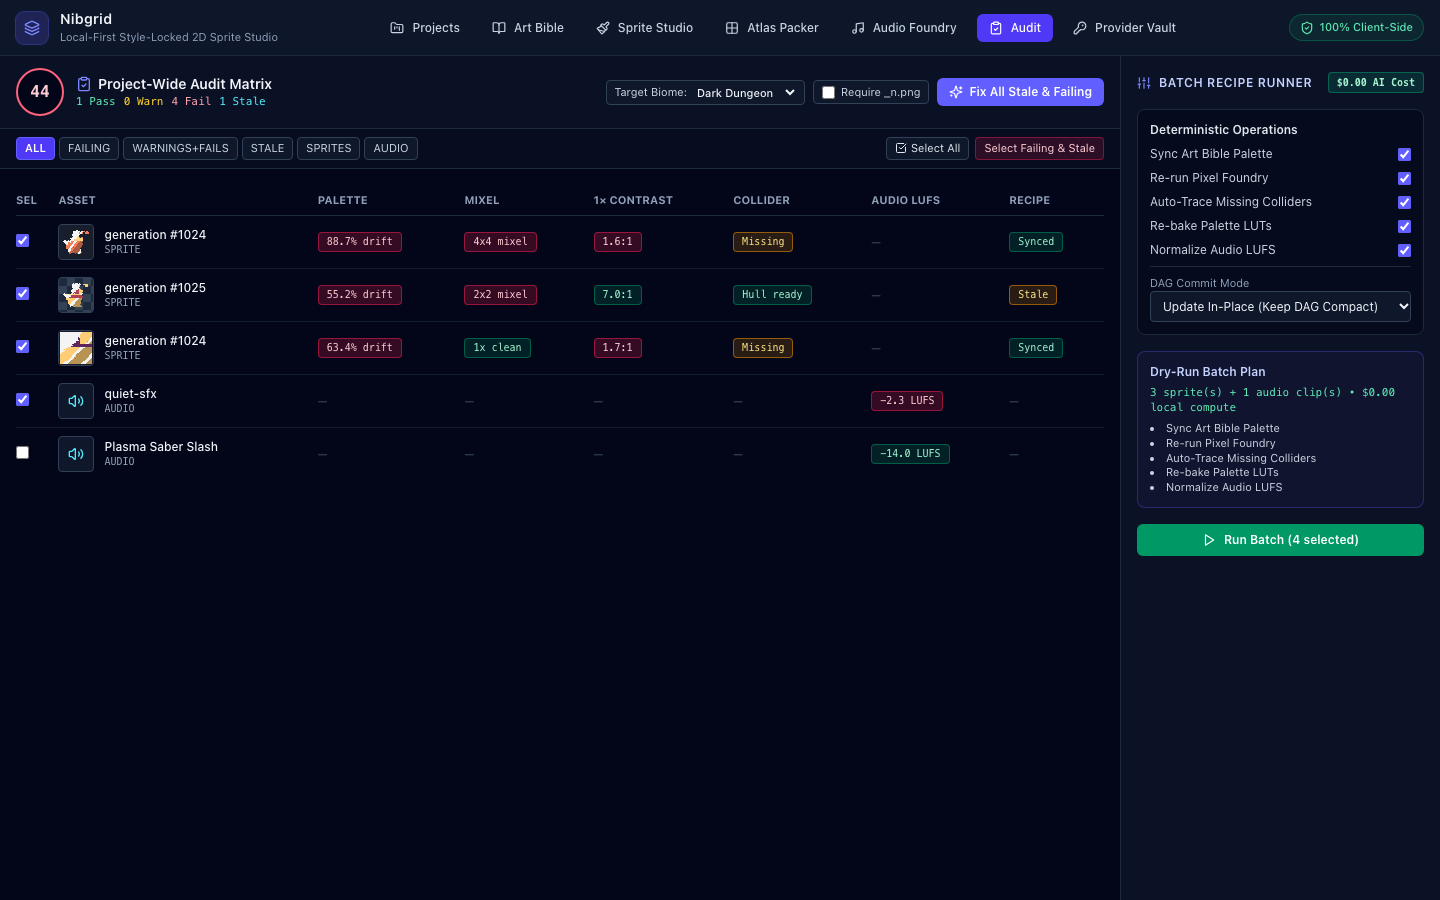 Nibgrid
Local-First Style-Locked 2D Sprite Studio
Projects
Art Bible
Sprite Studio
Atlas Packer
Audio Foundry
Audit
Provider Vault
100% Client-Side
44
Project-Wide Audit Matrix
1 Pass 0 Warn 4 Fail 1 Stale
Target Biome: Dark Dungeon
Require _n.png
Fix All Stale & Failing
ALL
FAILING
WARNINGS+FAILS
STALE
SPRITES
AUDIO
Select All
Select Failing & Stale
SEL ASSET PALETTE MIXEL 1× CONTRAST COLLIDER AUDIO LUFS RECIPE
generation #1024
SPRITE
88.7% drift 4x4 mixel 1.6:1 Missing — Synced
generation #1025
SPRITE
55.2% drift 2x2 mixel 7.0:1 Hull ready — Stale
generation #1024
SPRITE
63.4% drift 1x clean 1.7:1 Missing — Synced
quiet-sfx
AUDIO
— — — — −2.3 LUFS —
Plasma Saber Slash
AUDIO
— — — — −14.0 LUFS —
BATCH RECIPE RUNNER
$0.00 AI Cost
Deterministic Operations
Sync Art Bible Palette
Re-run Pixel Foundry
Auto-Trace Missing Colliders
Re-bake Palette LUTs
Normalize Audio LUFS
DAG Commit Mode
Update In-Place (Keep DAG Compact)
Dry-Run Batch Plan
3 sprite(s) + 1 audio clip(s) • $0.00
local compute
• Sync Art Bible Palette
• Re-run Pixel Foundry
• Auto-Trace Missing Colliders
• Re-bake Palette LUTs
• Normalize Audio LUFS
Run Batch (4 selected)